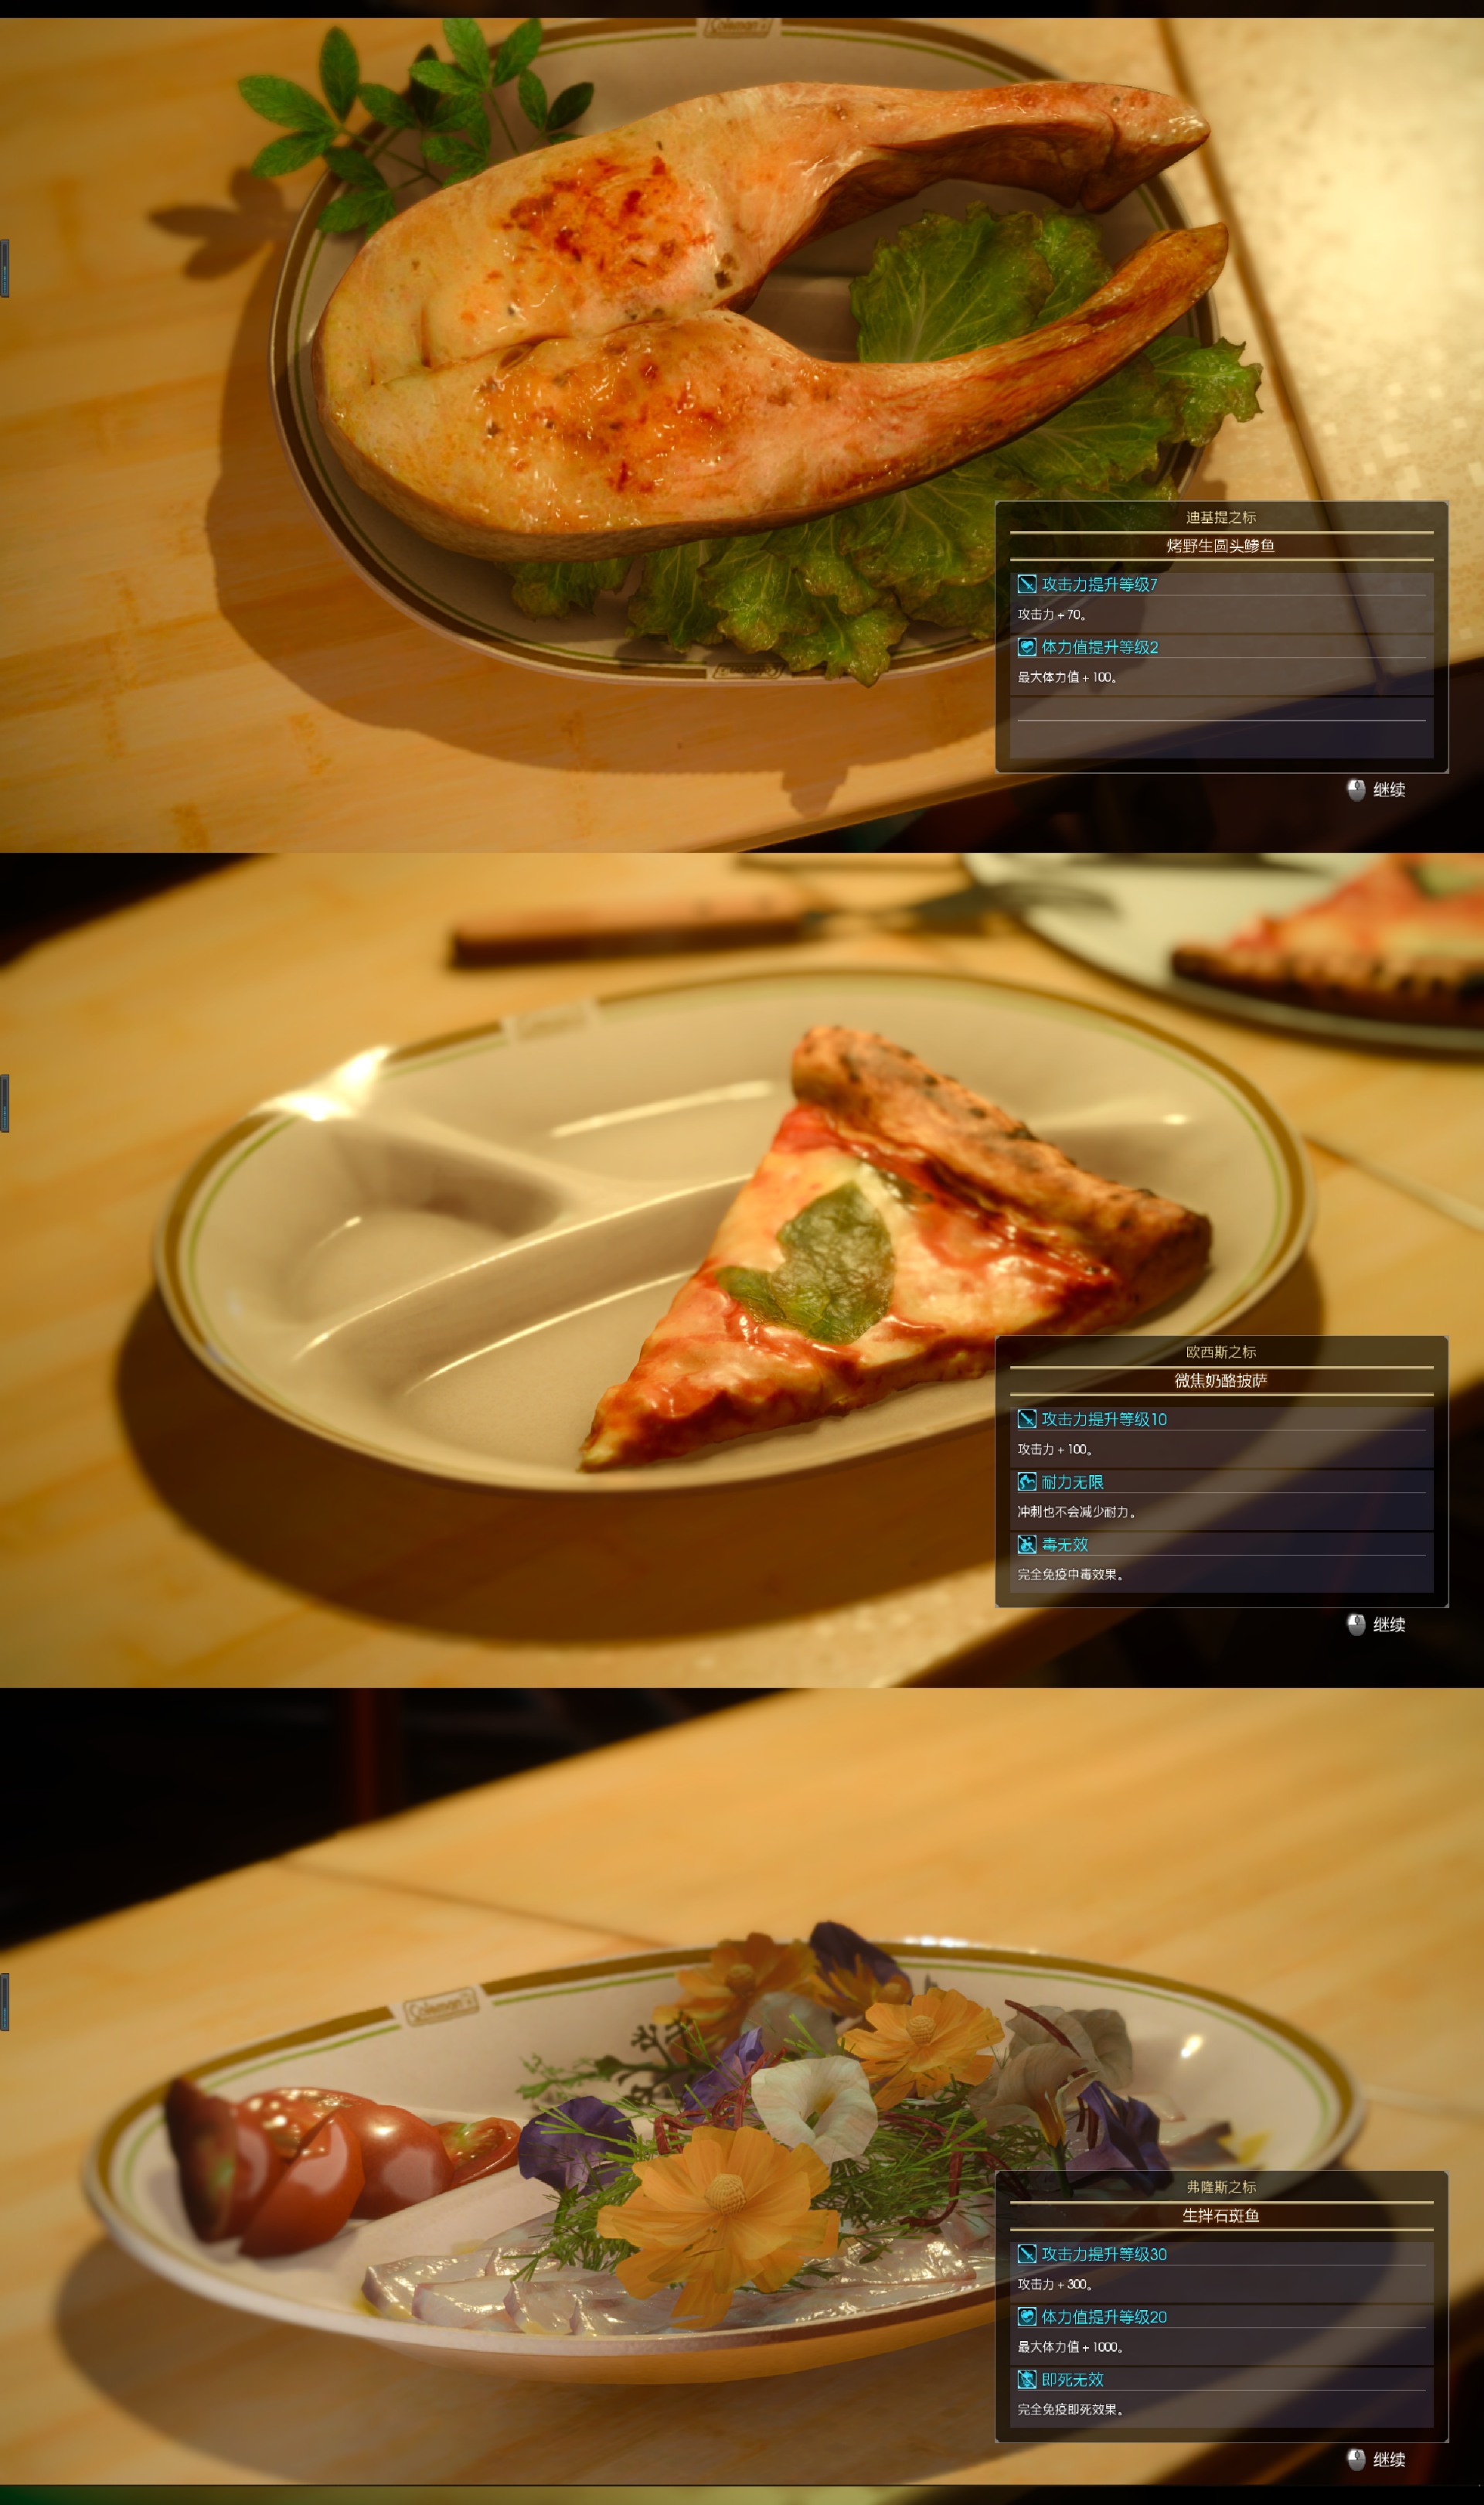 Coleman
迪基提之标
烤野生圆头鲹鱼
攻击力提升等级7
攻击力+70。
体力值提升等级2
最大体力值+100。
继续
欧西斯之标
微焦奶酪披萨
攻击力提升等级10
攻击力+100。
耐力无限
冲刺也不会减少耐力。
毒无效
完全免疫中毒效果。
继续
Coleman
弗隆斯之标
生拌石斑鱼
攻击力提升等级30
攻击力+300。
体力值提升等级20
最大体力值+1000。
即死无效
完全免疫即死效果。
继续